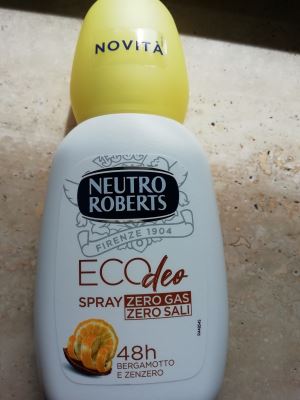 NOVITÀ
NEUTRO
ROBERTS
FIRENZE 1904
ECOdeo
SPRAY ZERO GAS
ZERO SALI
48h
BERGAMOTTO
E ZENZERO